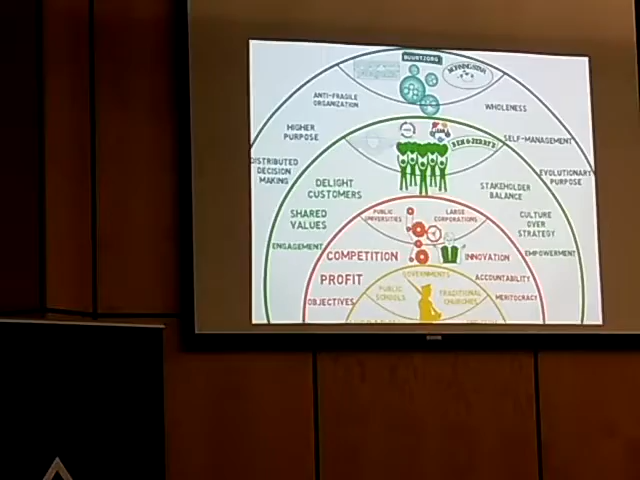 BUURTZORG
ANTI-FRAGILE
ORGANIZATION
WHOLENESS
HIGHER
PURPOSE
SELF-MANAGEMENT
BEN & JERRY'S
DISTRIBUTED
DECISION
MAKING
EVOLUTIONARY
PURPOSE
DELIGHT
CUSTOMERS
STAKEHOLDER
BALANCE
SHARED
VALUES
CULTURE
OVER
STRATEGY
PUBLIC
UNIVERSITIES
LARGE
CORPORATIONS
ENGAGEMENT
EMPOWERMENT
COMPETITION
INNOVATION
GOVERNMENTS
PROFIT
ACCOUNTABILITY
PUBLIC
SCHOOLS
TRADITIONAL
CHURCHES
OBJECTIVES
MERITOCRACY